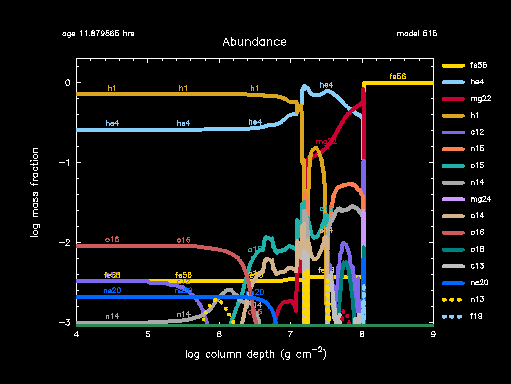 age 11.879565 hrs
model 616
Abundance
log mass fraction
0
-1
-2
-3
4
5
6
7
8
9
log column depth (g cm-2)
h1
h1
h1
he4
he4
he4
he4
fe56
o16
o16
fe56
fe56
ne20
ne20
n14
n14
fe56
he4
mg22
h1
c12
n15
o15
n14
mg24
o14
o16
o18
c13
ne20
n13
f19